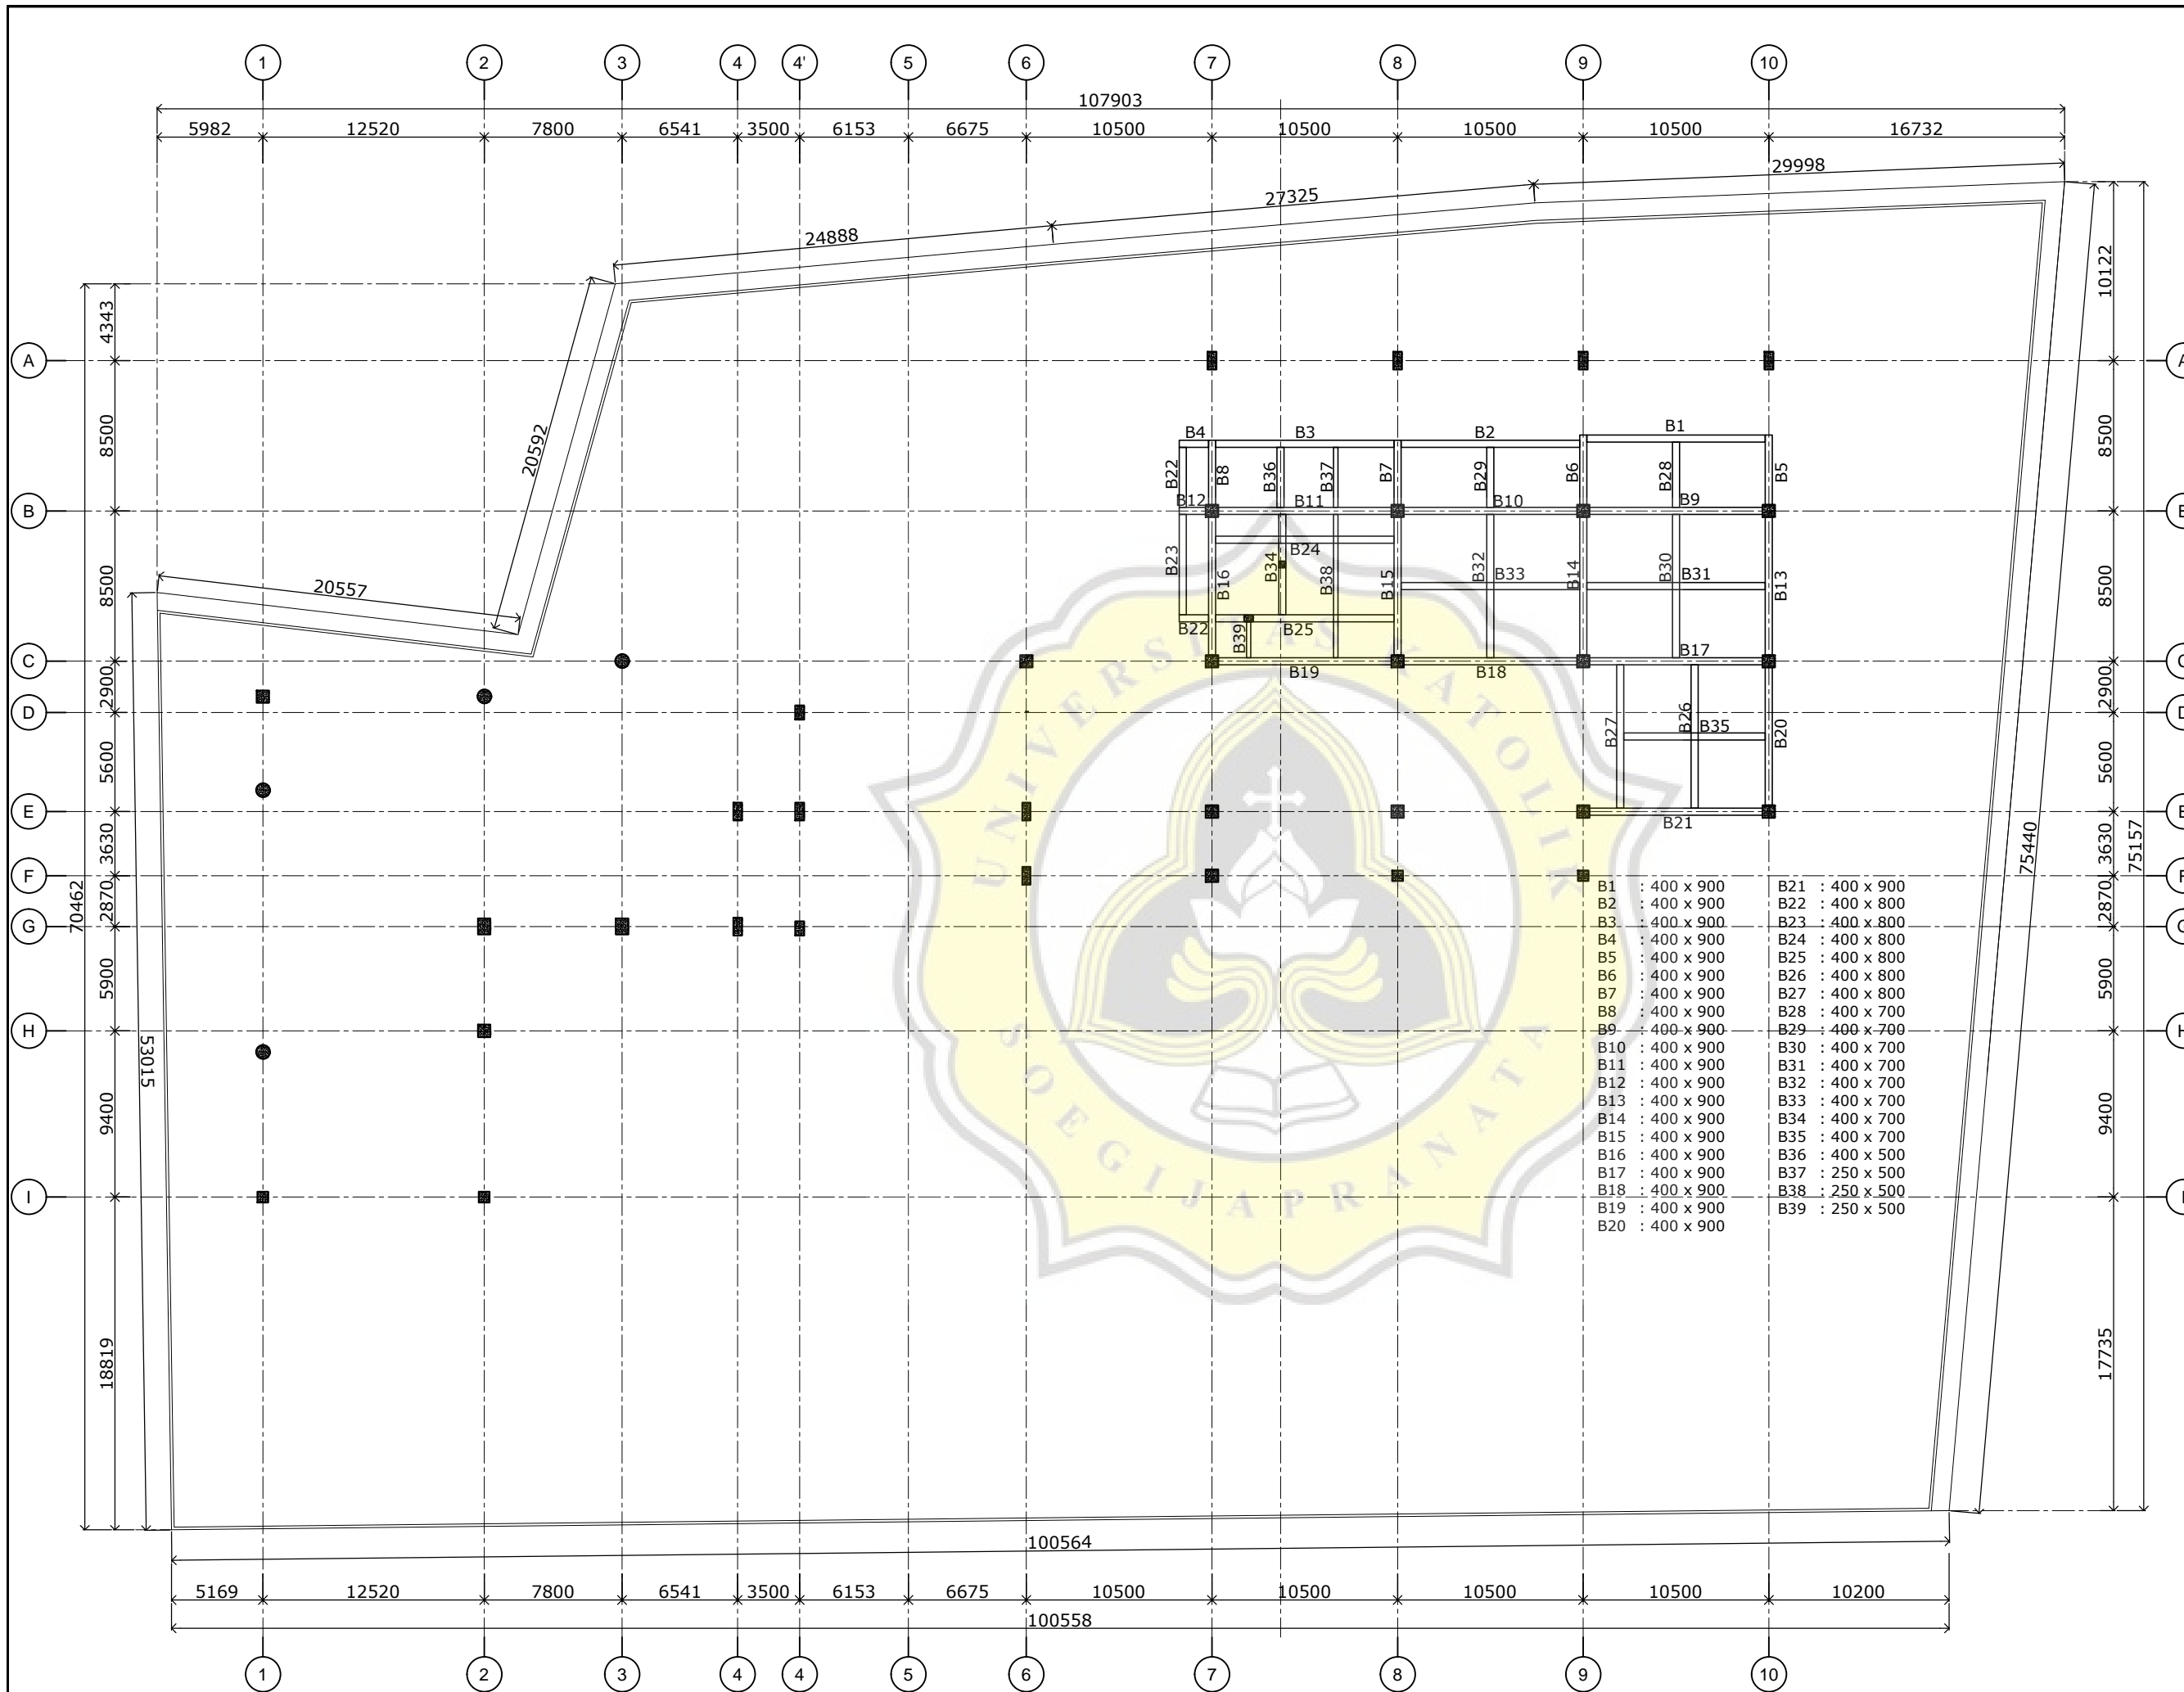 1 2 3 4 4' 5 6 7 8 9 10
107903
5982 12520 7800 6541 3500 6153 6675 10500 10500 10500 10500 16732
29998
27325
24888
4343 10122
A A
8500 20592 8500
B4 B3 B2 B1
B22 B8 B36 B37 B7 B29 B6 B28 B5
B12 B11 B10 B9
B
8500 8500
B24
B23 B16 B34 B38 B15 B32 B33 B14 B30 B31 B13
20557
B22 B39 B25
C
B19 B18 B17
2900 2900
D
B27 B26 B35 B20
5600 5600
E
B21
3630 75440 75157 3630
F
70462 2870 2870
G
5900 5900
H
53015
9400 9400
I
18819 17735
B1 : 400 x 900 B21 : 400 x 900
B2 : 400 x 900 B22 : 400 x 800
B3 : 400 x 900 B23 : 400 x 800
B4 : 400 x 900 B24 : 400 x 800
B5 : 400 x 900 B25 : 400 x 800
B6 : 400 x 900 B26 : 400 x 800
B7 : 400 x 900 B27 : 400 x 800
B8 : 400 x 900 B28 : 400 x 700
B9 : 400 x 900 B29 : 400 x 700
B10 : 400 x 900 B30 : 400 x 700
B11 : 400 x 900 B31 : 400 x 700
B12 : 400 x 900 B32 : 400 x 700
B13 : 400 x 900 B33 : 400 x 700
B14 : 400 x 900 B34 : 400 x 700
B15 : 400 x 900 B35 : 400 x 700
B16 : 400 x 900 B36 : 400 x 500
B17 : 400 x 900 B37 : 250 x 500
B18 : 400 x 900 B38 : 250 x 500
B19 : 400 x 900 B39 : 250 x 500
B20 : 400 x 900
UNIVERSITAS KATOLIK
SOEGIJAPRANATA
100564
5169 12520 7800 6541 3500 6153 6675 10500 10500 10500 10500 10200
100558
1 2 3 4 4' 5 6 7 8 9 10